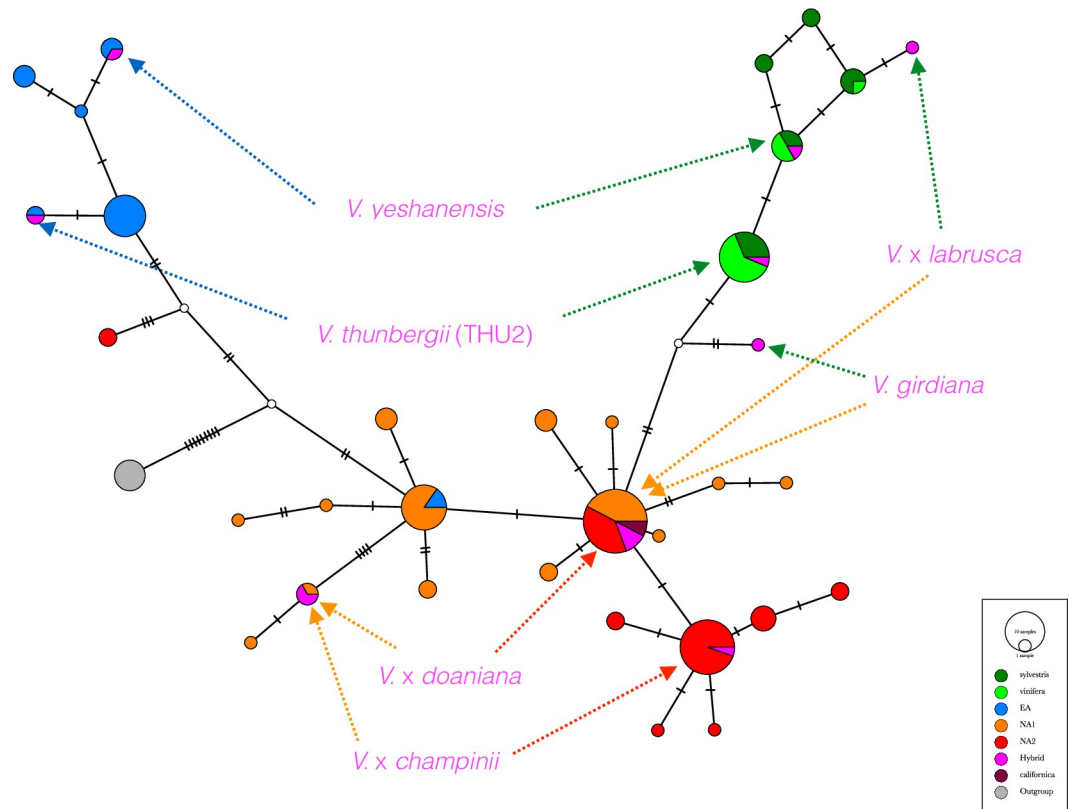 V. yeshanensis
V. x labrusca
V. thunbergii (THU2)
V. girdiana
V. x doaniana
V. x champinii
10 samples
1 sample
sylvestris
vinifera
EA
NA1
NA2
Hybrid
californica
Outgroup